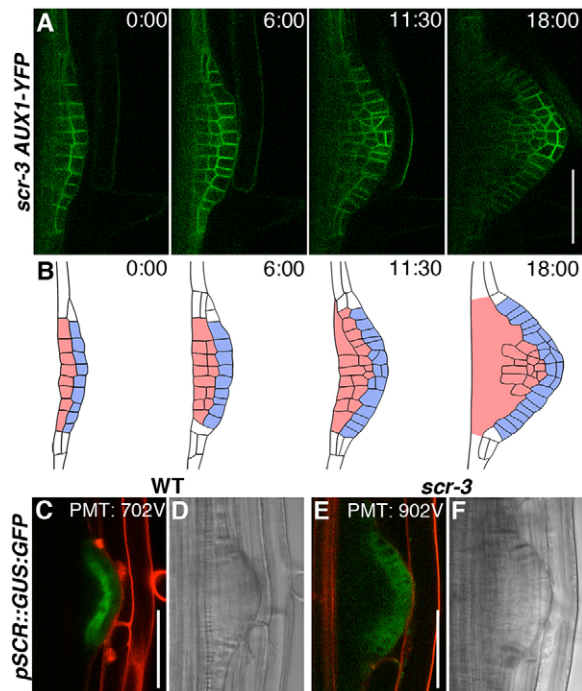 A 0:00 6:00 11:30 18:00
scr-3 AUX1-YFP
B 0:00 6:00 11:30 18:00
WT scr-3
C PMT: 702V D E PMT: 902V F
pSCR::GUS:GFP